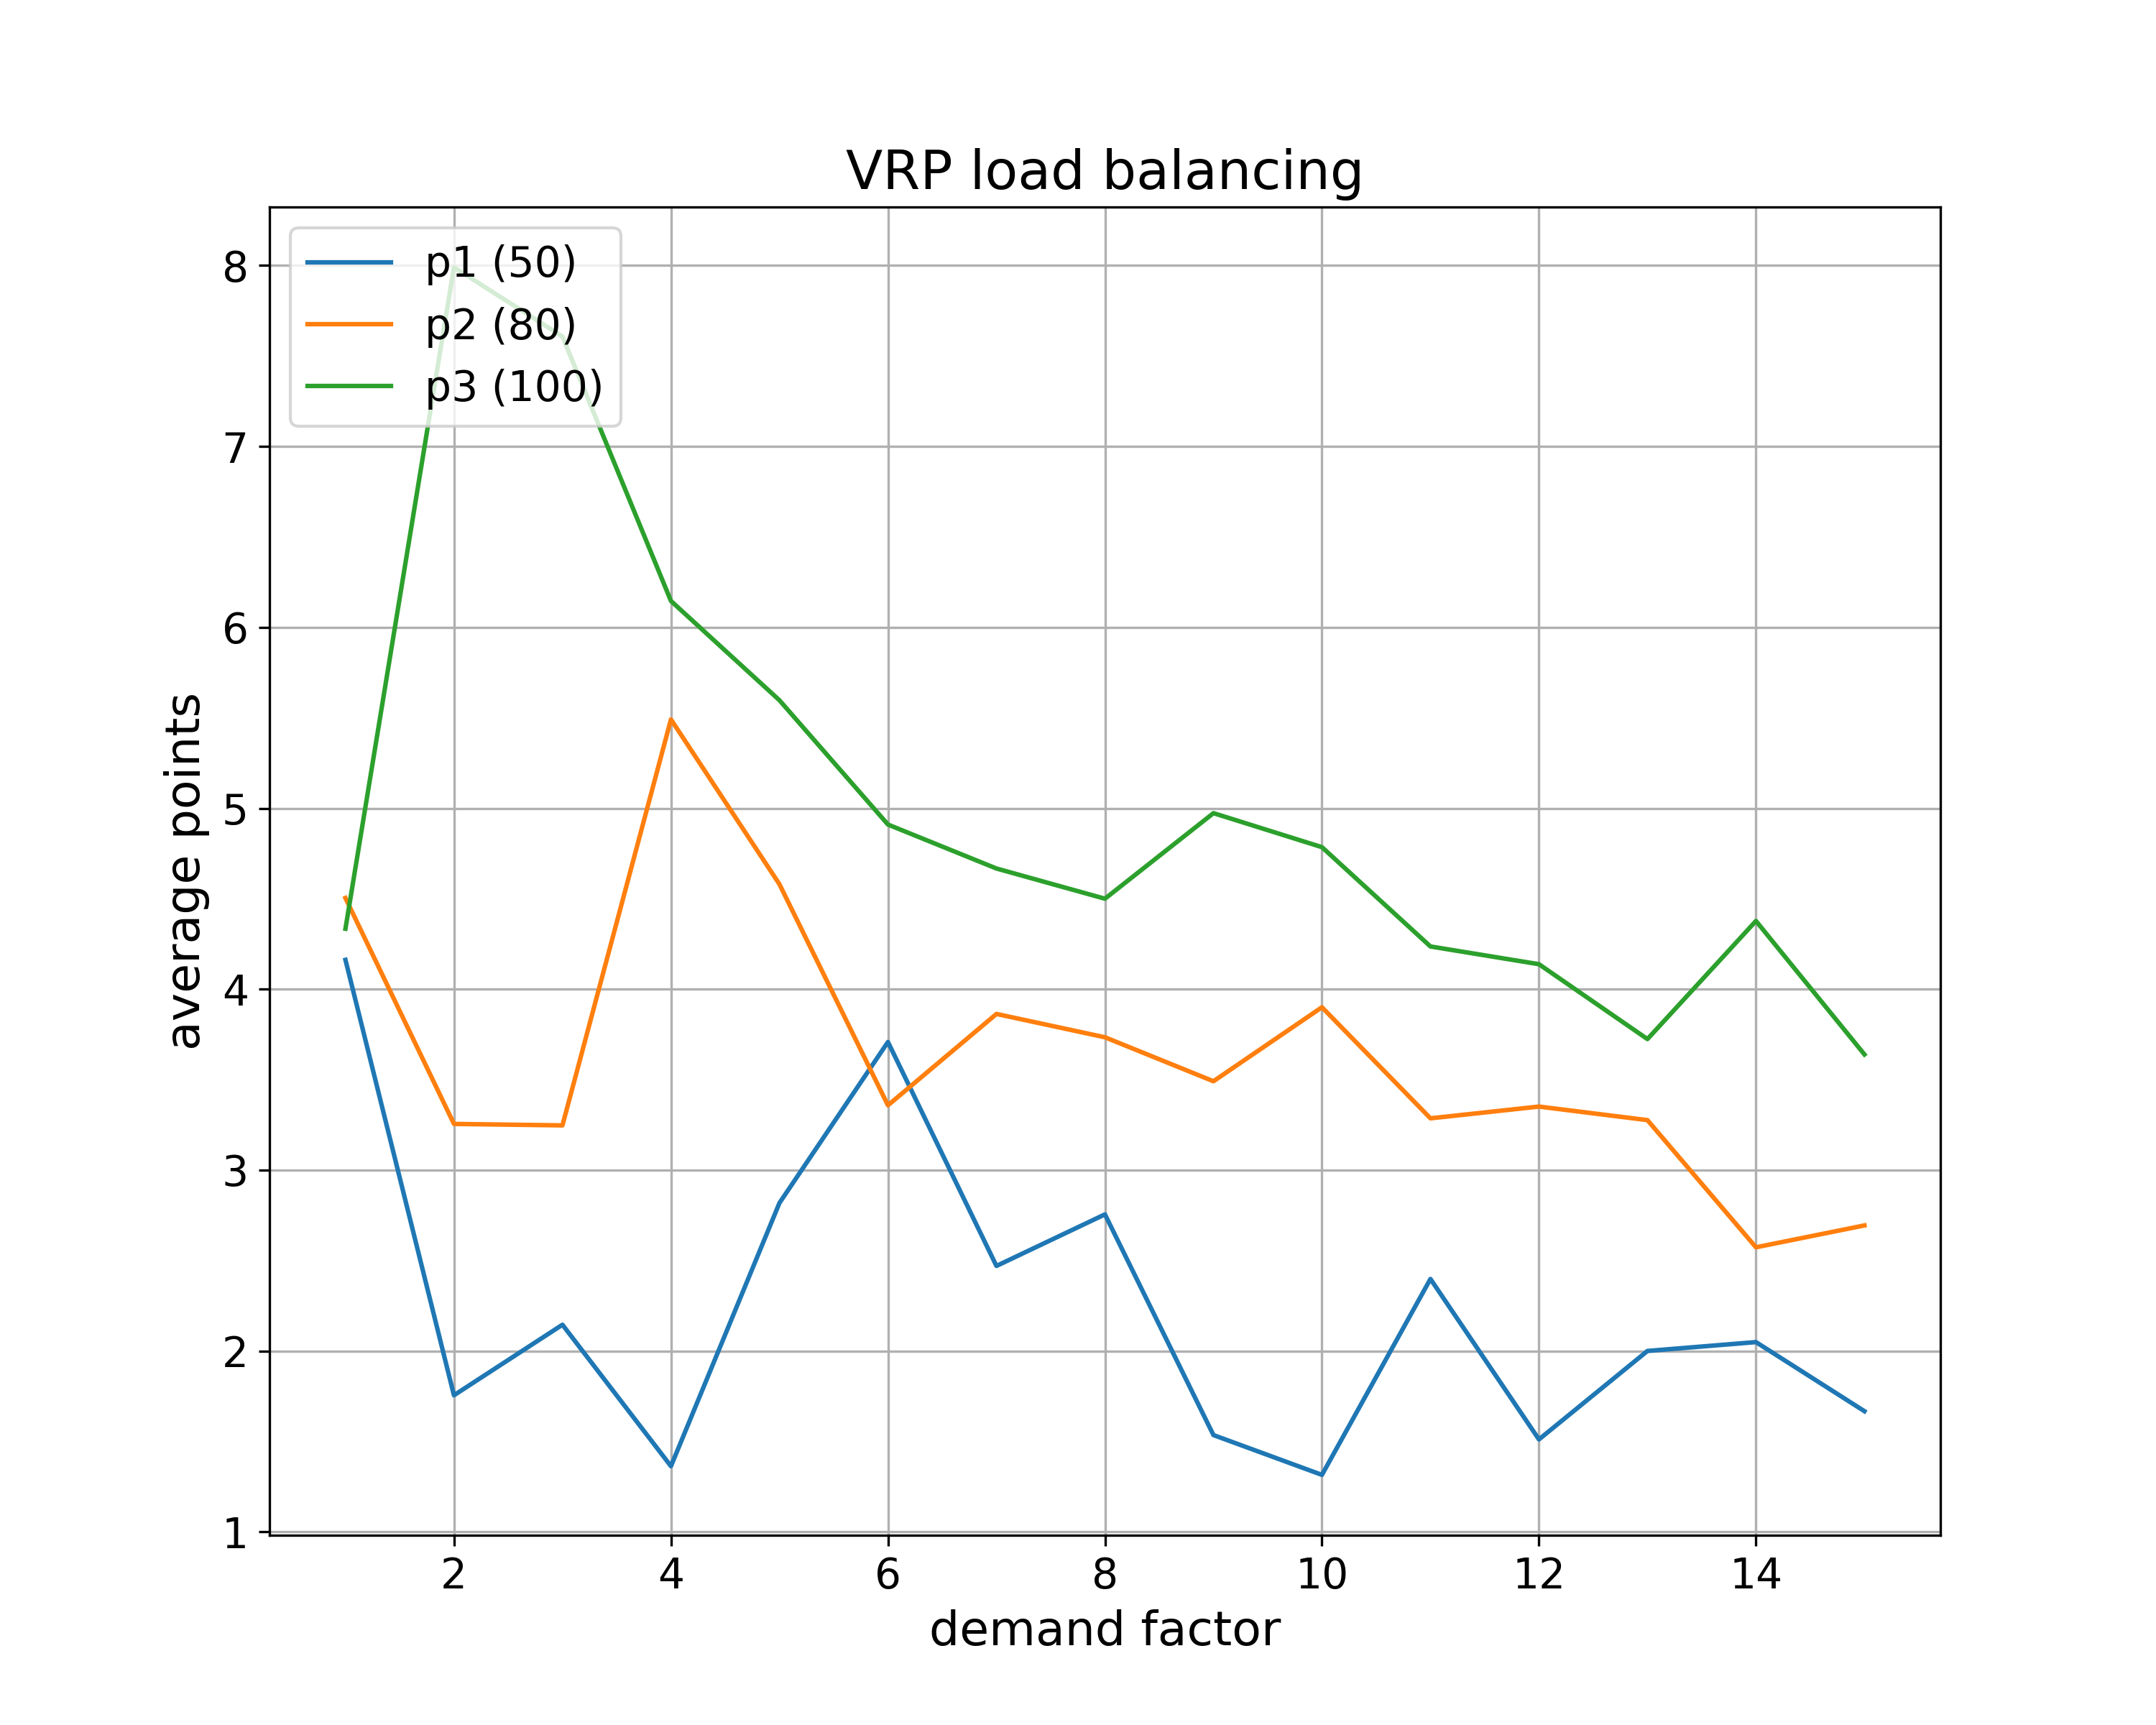 VRP load balancing
p1 (50)
p2 (80)
p3 (100)
average points
8
7
6
5
4
3
2
1
2 4 6 8 10 12 14
demand factor